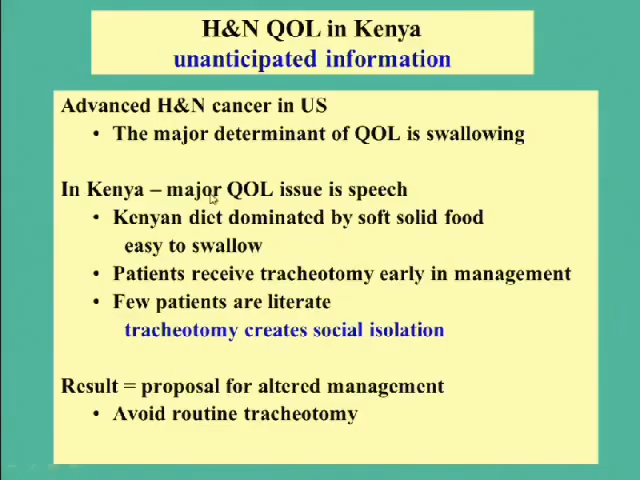 H&N QOL in Kenya
unanticipated information
Advanced H&N cancer in US
• The major determinant of QOL is swallowing
In Kenya – major QOL issue is speech
• Kenyan diet dominated by soft solid food
easy to swallow
• Patients receive tracheotomy early in management
• Few patients are literate
tracheotomy creates social isolation
Result = proposal for altered management
• Avoid routine tracheotomy